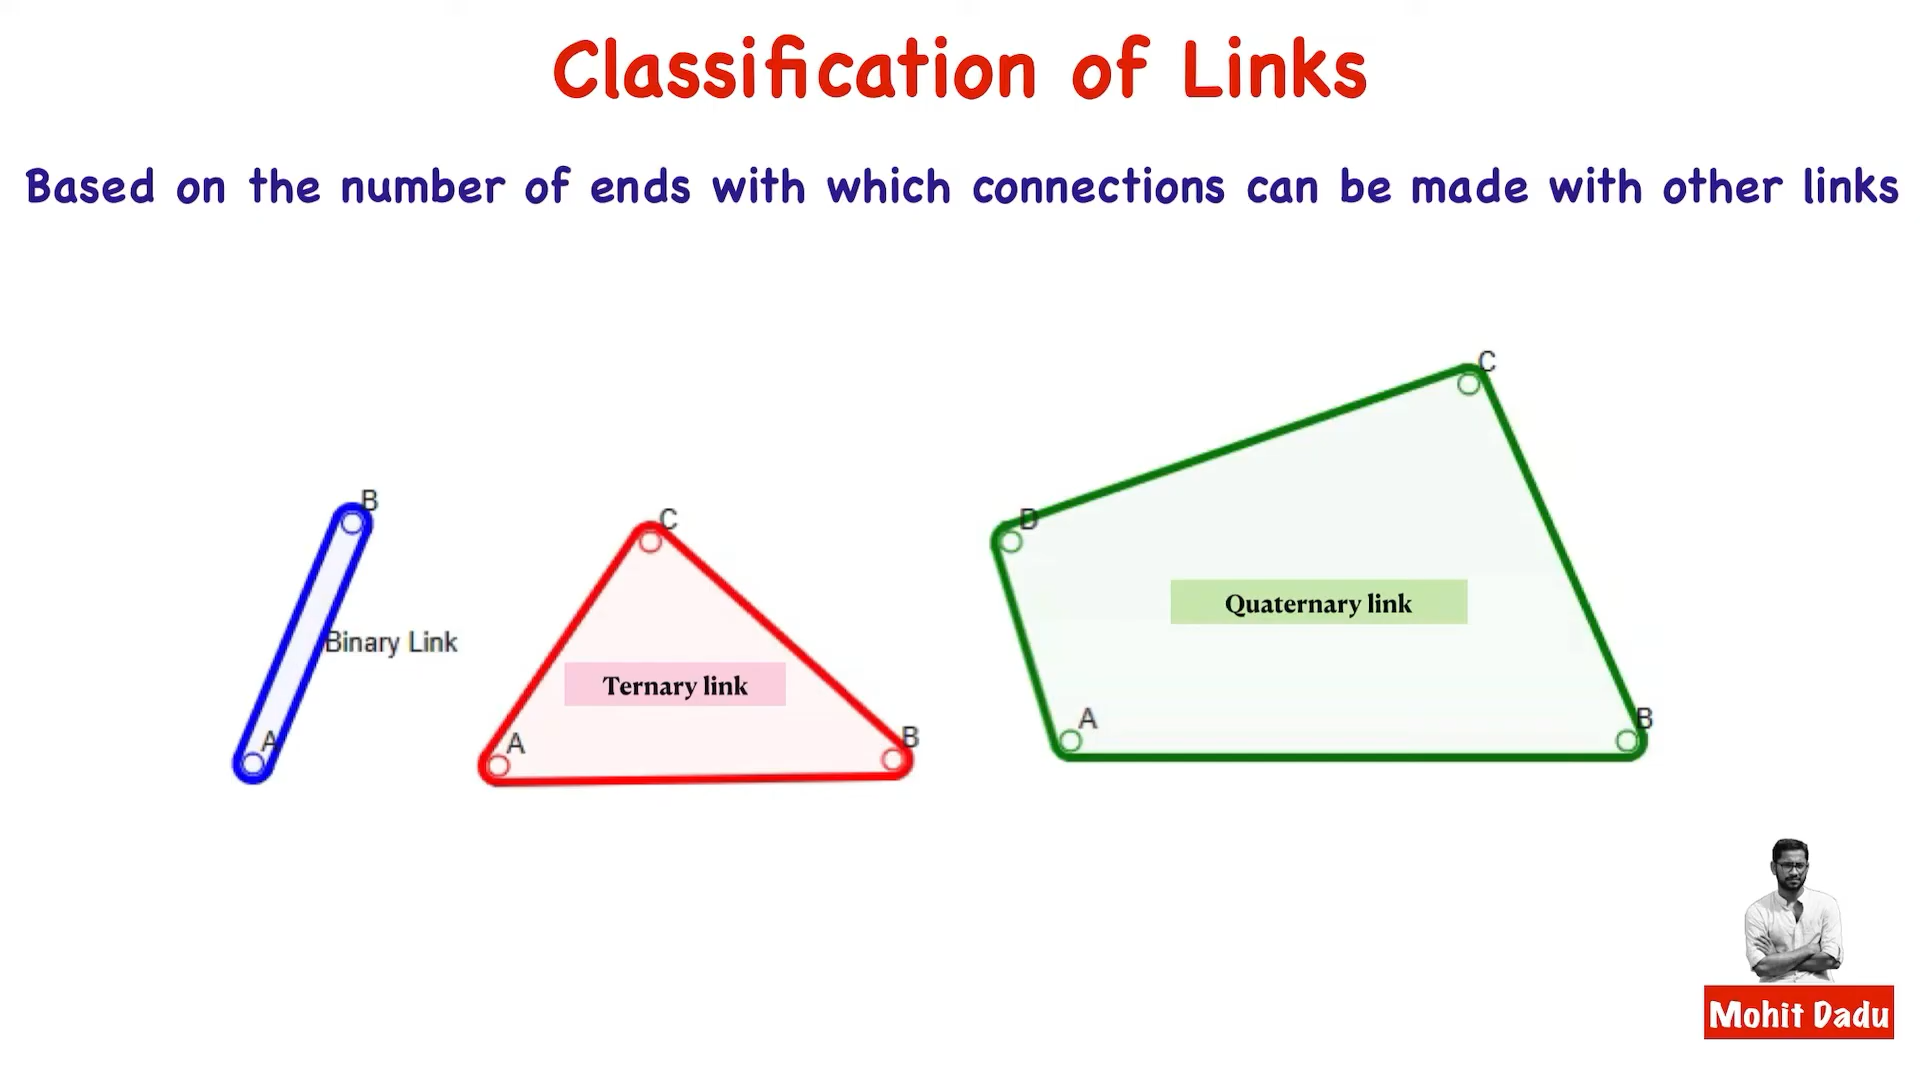 Classification of Links
Based on the number of ends with which connections can be made with other links
B
A
Binary Link
C
Ternary link
A
B
C
D
Quaternary link
A
B
Mohit Dadu